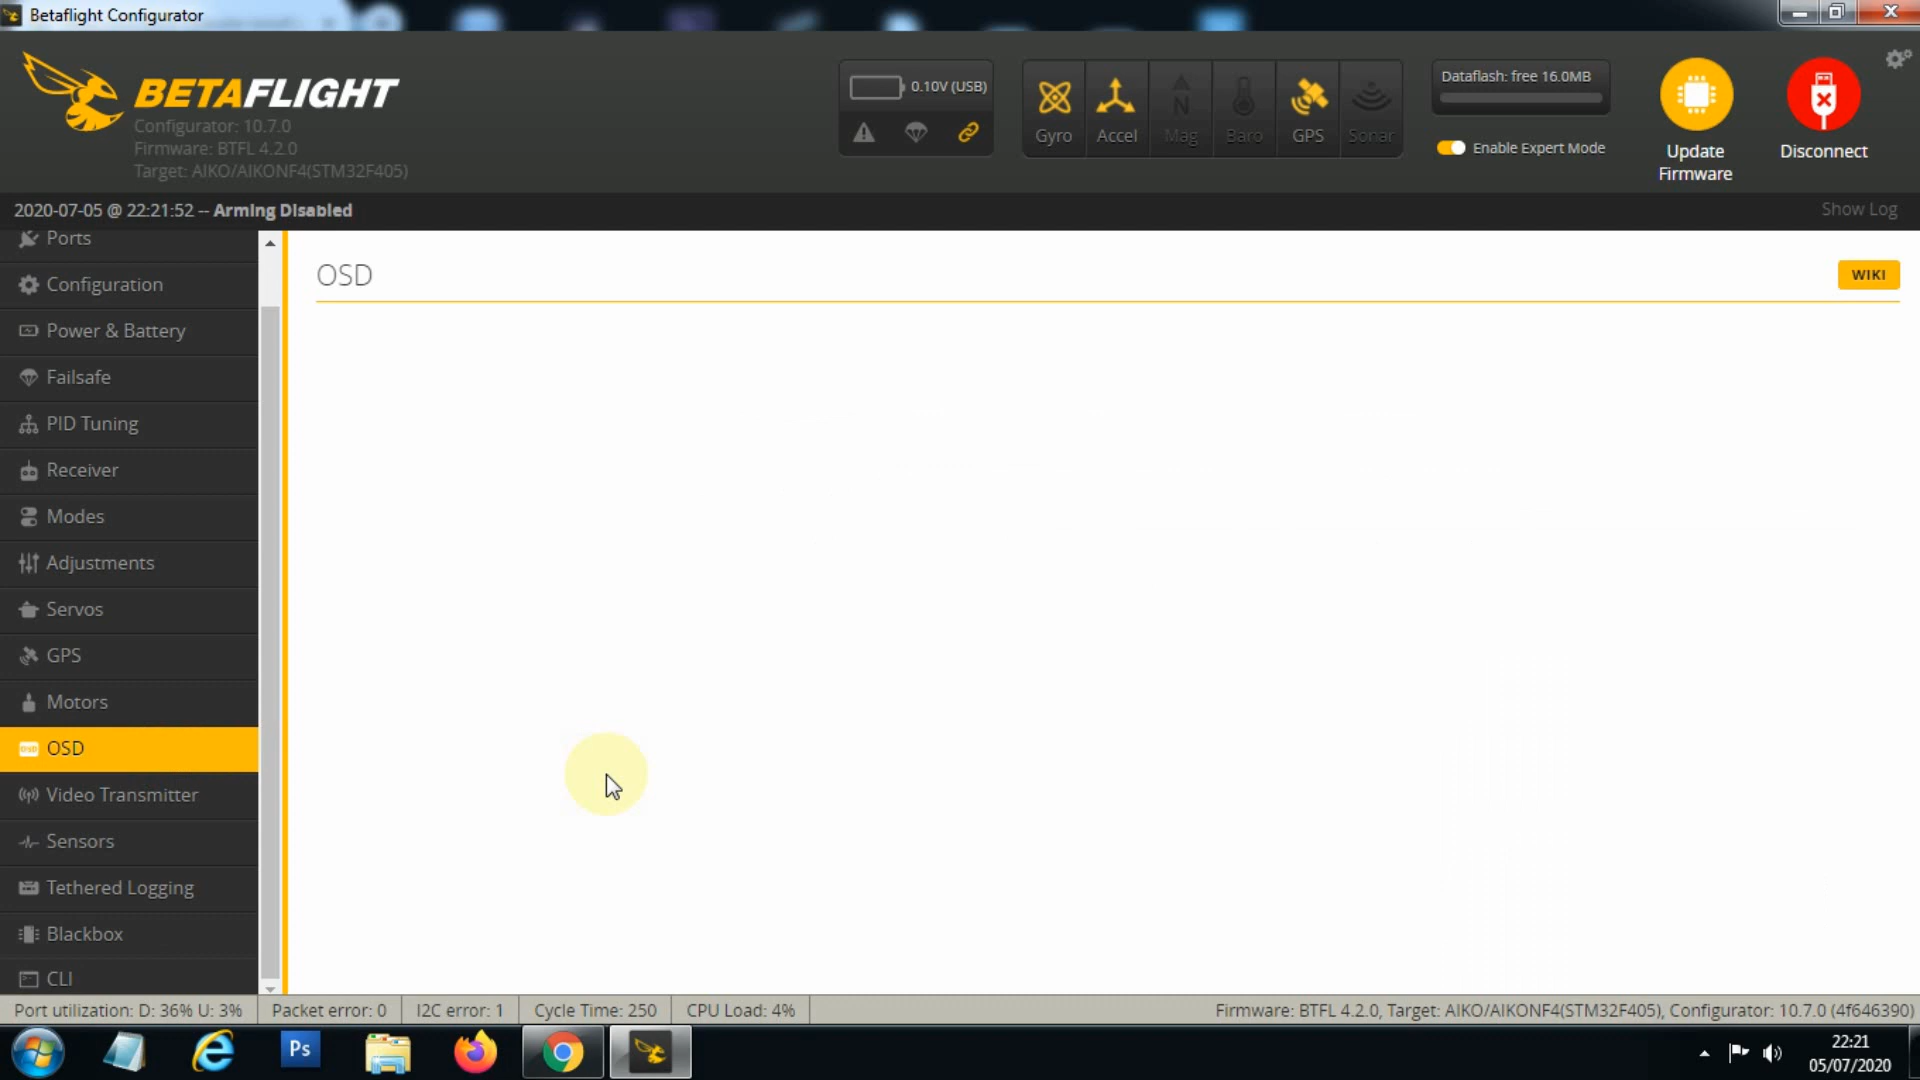 Betaflight Configurator
BETAFLIGHT
Configurator: 10.7.0
Firmware: BTFL 4.2.0
Target: AIKO/AIKONF4(STM32F405)
0.10V (USB)
Gyro
Accel
Mag
Baro
GPS
Sonar
Dataflash: free 16.0MB
Enable Expert Mode
Update
Firmware
Disconnect
2020-07-05 @ 22:21:52 -- Arming Disabled
Show Log
Ports
Configuration
Power & Battery
Failsafe
PID Tuning
Receiver
Modes
Adjustments
Servos
GPS
Motors
OSD
Video Transmitter
Sensors
Tethered Logging
Blackbox
CLI
OSD
WIKI
Port utilization: D: 36% U: 3%
Packet error: 0
I2C error: 1
Cycle Time: 250
CPU Load: 4%
Firmware: BTFL 4.2.0, Target: AIKO/AIKONF4(STM32F405), Configurator: 10.7.0 (4f646390)
Ps
22:21
05/07/2020